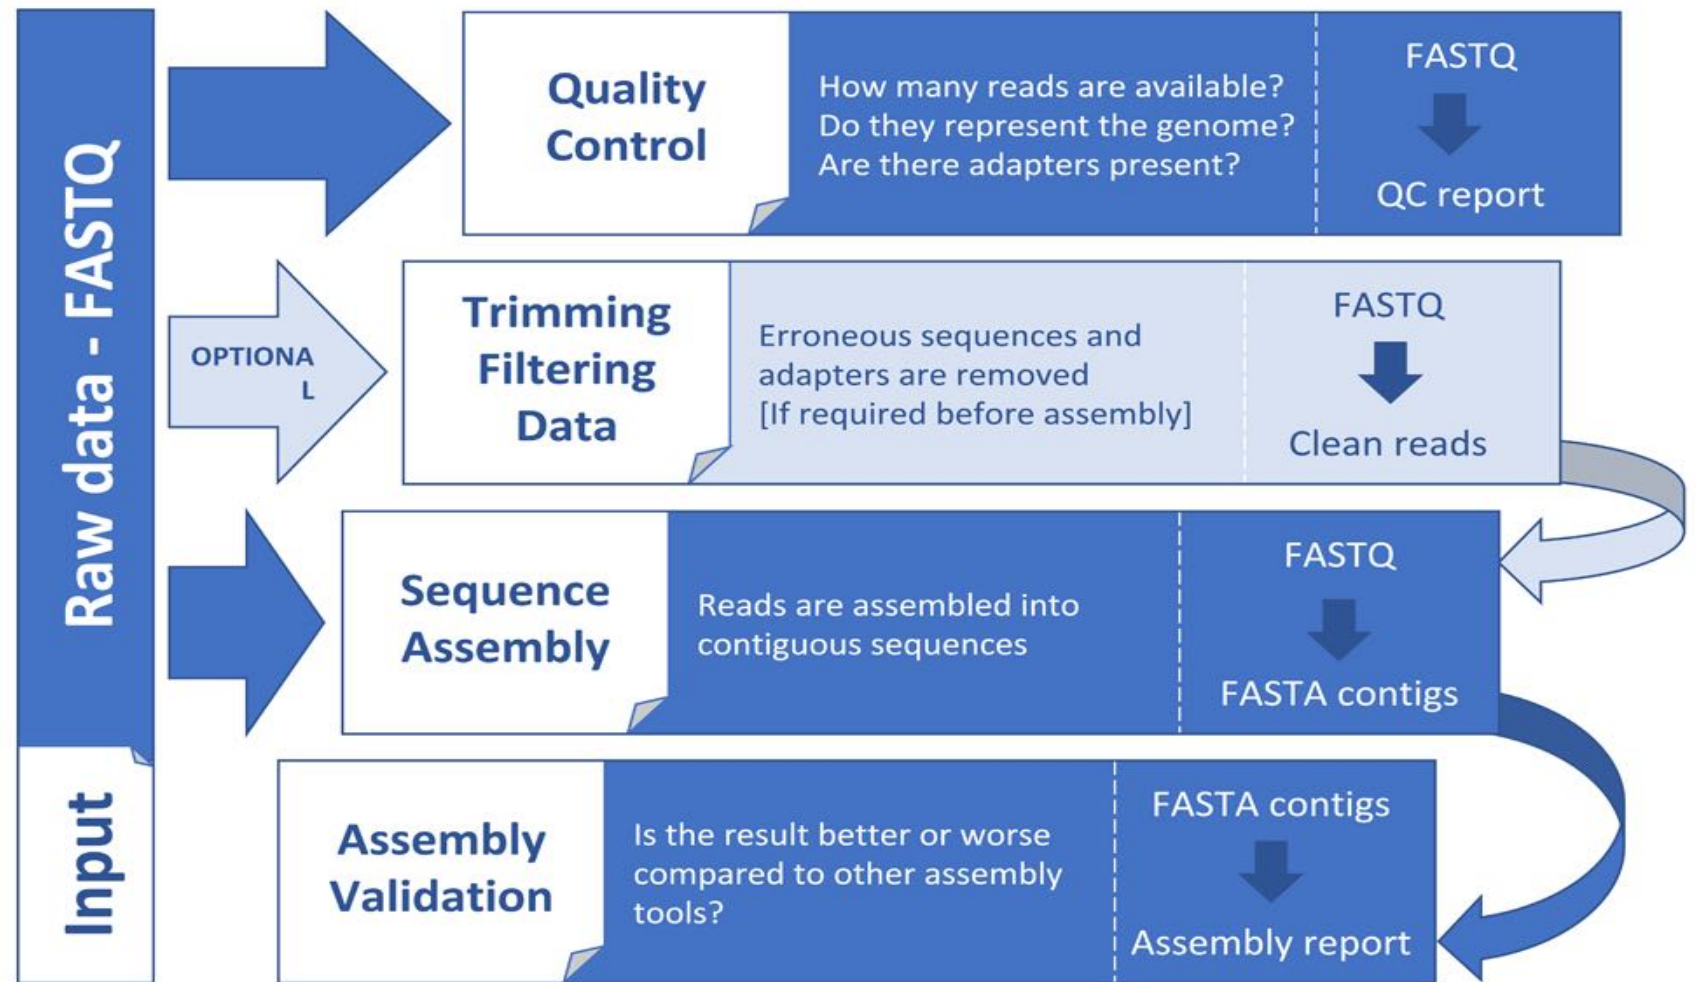 Raw data - FASTQ
Input
Quality
Control
How many reads are available?
Do they represent the genome?
Are there adapters present?
FASTQ
QC report
OPTIONA
L
Trimming
Filtering
Data
Erroneous sequences and
adapters are removed
[If required before assembly]
FASTQ
Clean reads
Sequence
Assembly
Reads are assembled into
contiguous sequences
FASTQ
FASTA contigs
Assembly
Validation
Is the result better or worse
compared to other assembly
tools?
FASTA contigs
Assembly report